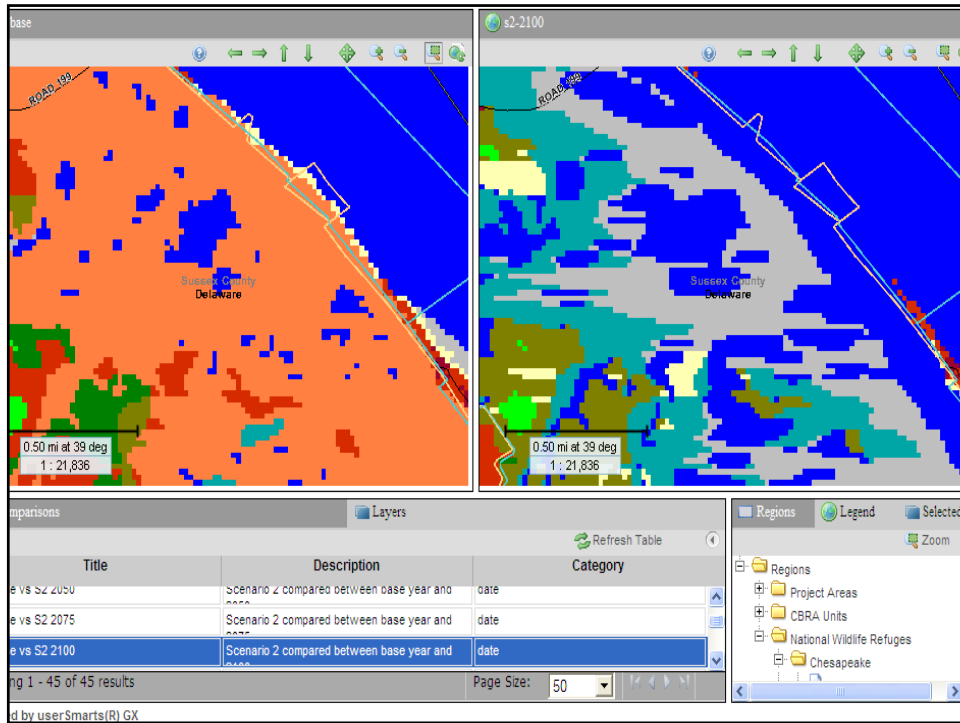 base
s2-2100
ROAD_199
ROAD_199
Sussex County
Delaware
Sussex County
Delaware
0.50 mi at 39 deg
1 : 21,836
0.50 mi at 39 deg
1 : 21,836
mparisons
Layers
Refresh Table
Title
Description
Category
e vs S2 2050
Scenario 2 compared between base year and
date
e vs S2 2075
Scenario 2 compared between base year and
date
e vs S2 2100
Scenario 2 compared between base year and
date
ng 1 - 45 of 45 results
Page Size:
50
Regions
Legend
Selected
Zoom
Regions
Project Areas
CBRA Units
National Wildlife Refuges
Chesapeake
ed by userSmarts(R) GX